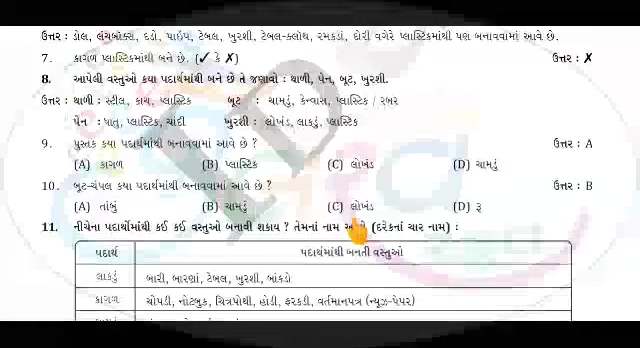 ઉત્તર : ડોલ, લંચબૉક્સ, દડો, પાઇપ, ટેબલ, ખુરશી, ટેબલ-ક્લૉથ, રમકડાં, દોરી વગેરે પ્લાસ્ટિકમાંથી પણ બનાવવામાં આવે છે.
7. કાગળ પ્લાસ્ટિકમાંથી બને છે. (✓ કે ✗) ઉત્તર : ✗
8. આપેલી વસ્તુઓ કયા પદાર્થમાંથી બને છે તે જણાવો : થાળી, પેન, બૂટ, ખુરશી.
ઉત્તર : થાળી : સ્ટીલ, કાચ, પ્લાસ્ટિક બૂટ : ચામડું, કેન્વાસ, પ્લાસ્ટિક / રબર
પેન : ધાતુ, પ્લાસ્ટિક, ચાંદી ખુરશી : લોખંડ, લાકડું, પ્લાસ્ટિક
9. પુસ્તક કયા પદાર્થમાંથી બનાવવામાં આવે છે ? ઉત્તર : A
(A) કાગળ (B) પ્લાસ્ટિક (C) લોખંડ (D) ચામડું
10. બૂટ-ચંપલ કયા પદાર્થમાંથી બનાવવામાં આવે છે ? ઉત્તર : B
(A) તાંબું (B) ચામડું (C) લોખંડ (D) રૂ
11. નીચેના પદાર્થોમાંથી કઈ કઈ વસ્તુઓ બનાવી શકાય ? તેમનાં નામ (દરેકનાં ચાર નામ) :
પદાર્થ પદાર્થમાંથી બનતી વસ્તુઓ
લાકડું બારી, બારણાં, ટેબલ, ખુરશી, બાંકડો
કાગળ ચોપડી, નોટબુક, ચિત્રપોથી, હોડી, ફરકડી, વર્તમાનપત્ર (ન્યૂઝ-પેપર)